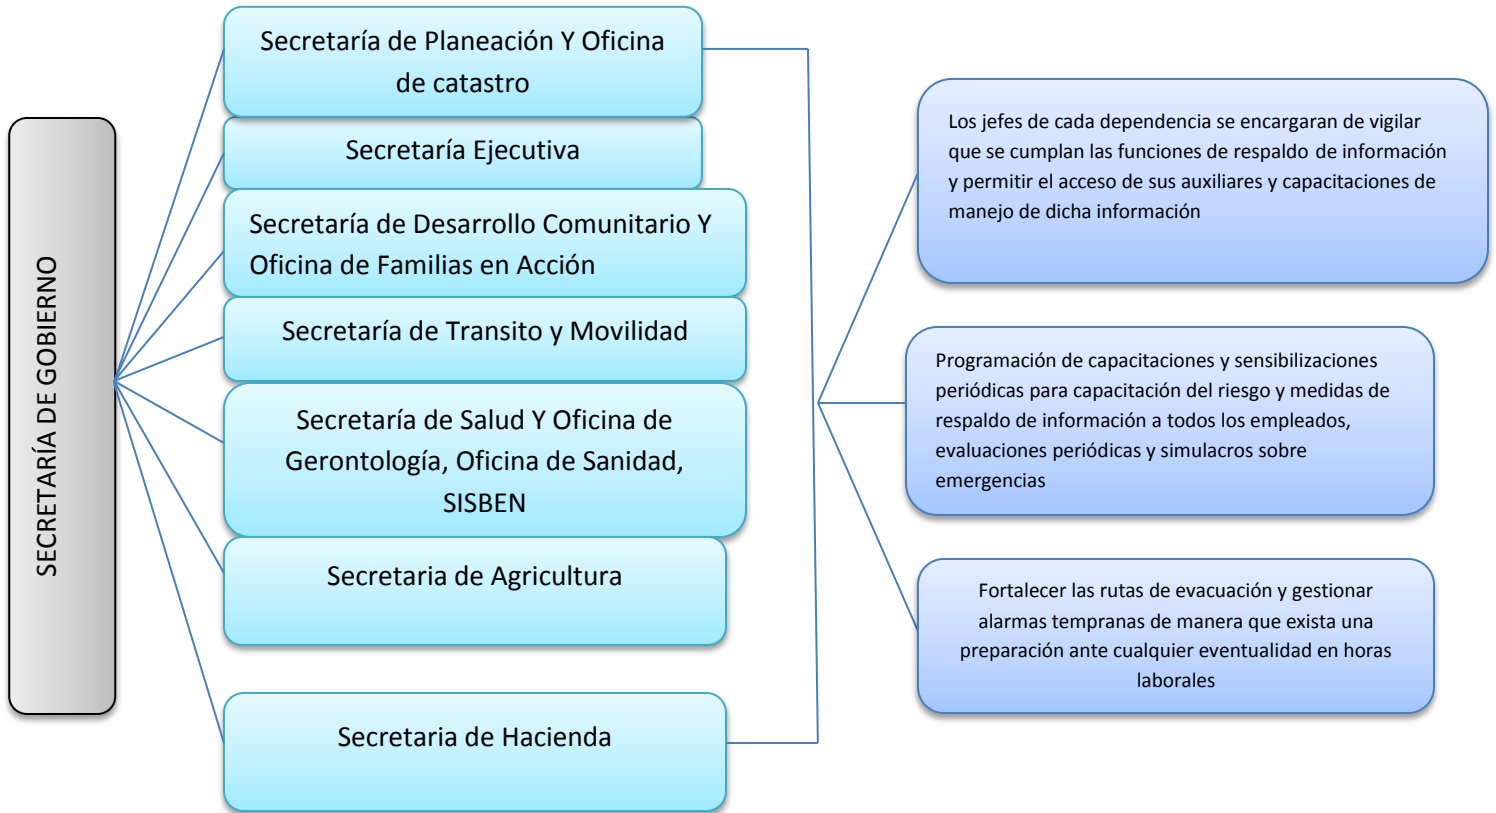 SECRETARÍA DE GOBIERNO
Secretaría de Planeación Y Oficina
de catastro
Secretaría Ejecutiva
Secretaría de Desarrollo Comunitario Y
Oficina de Familias en Acción
Secretaría de Transito y Movilidad
Secretaría de Salud Y Oficina de
Gerontología, Oficina de Sanidad,
SISBEN
Secretaria de Agricultura
Secretaria de Hacienda
Los jefes de cada dependencia se encargaran de vigilar
que se cumplan las funciones de respaldo de información
y permitir el acceso de sus auxiliares y capacitaciones de
manejo de dicha información
Programación de capacitaciones y sensibilizaciones
periódicas para capacitación del riesgo y medidas de
respaldo de información a todos los empleados,
evaluaciones periódicas y simulacros sobre
emergencias
Fortalecer las rutas de evacuación y gestionar
alarmas tempranas de manera que exista una
preparación ante cualquier eventualidad en horas
laborales